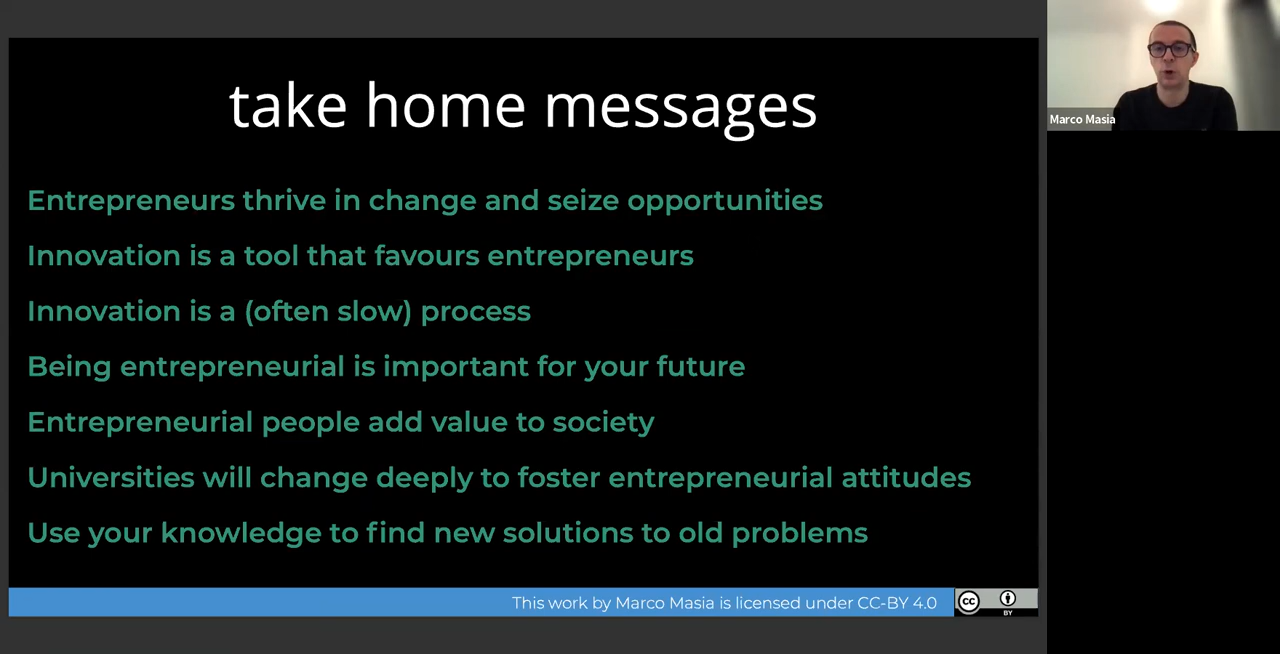 take home messages
Entrepreneurs thrive in change and seize opportunities
Innovation is a tool that favours entrepreneurs
Innovation is a (often slow) process
Being entrepreneurial is important for your future
Entrepreneurial people add value to society
Universities will change deeply to foster entrepreneurial attitudes
Use your knowledge to find new solutions to old problems
This work by Marco Masia is licensed under CC-BY 4.0
cc
BY
Marco Masia